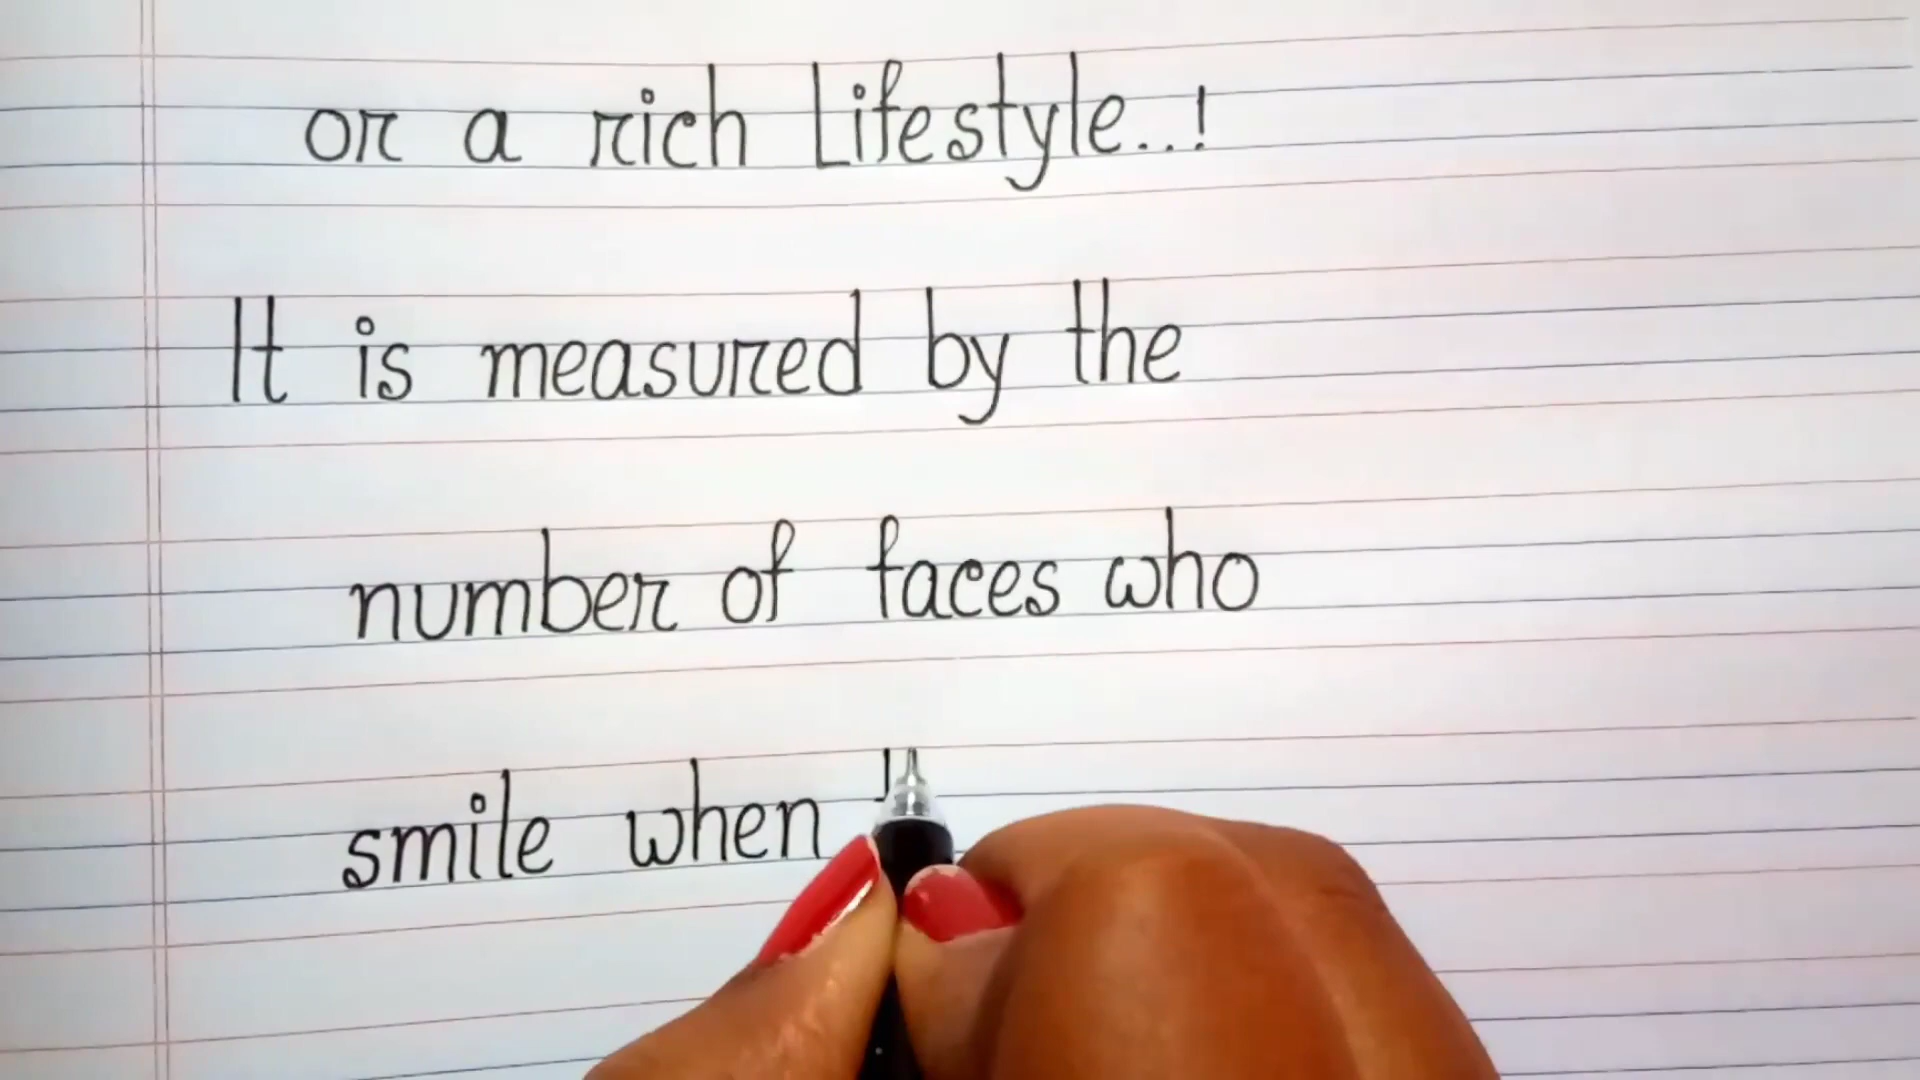 or a rich Lifestyle..!
It is measured by the
number of faces who
smile when